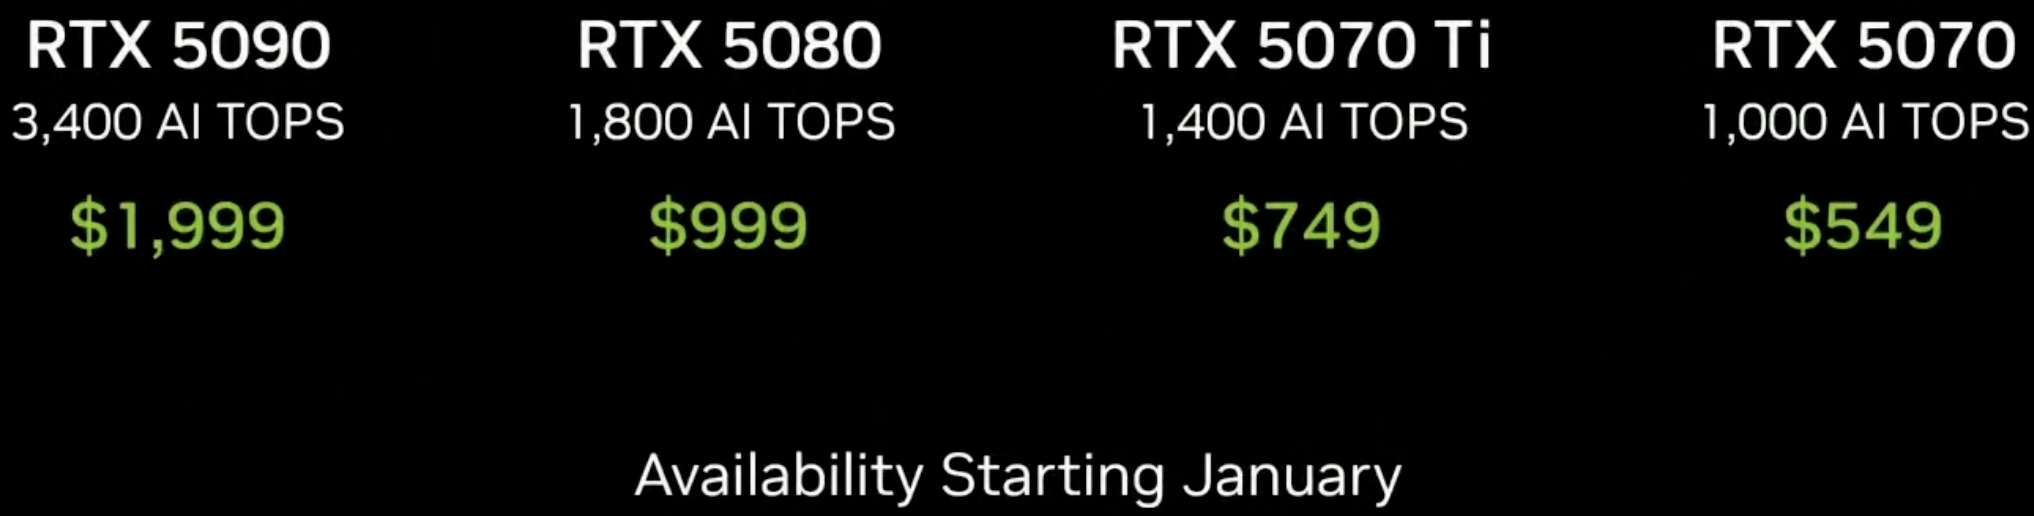 RTX 5090
3,400 AI TOPS
$1,999
RTX 5080
1,800 AI TOPS
$999
RTX 5070 Ti
1,400 AI TOPS
$749
RTX 5070
1,000 AI TOPS
$549
Availability Starting January